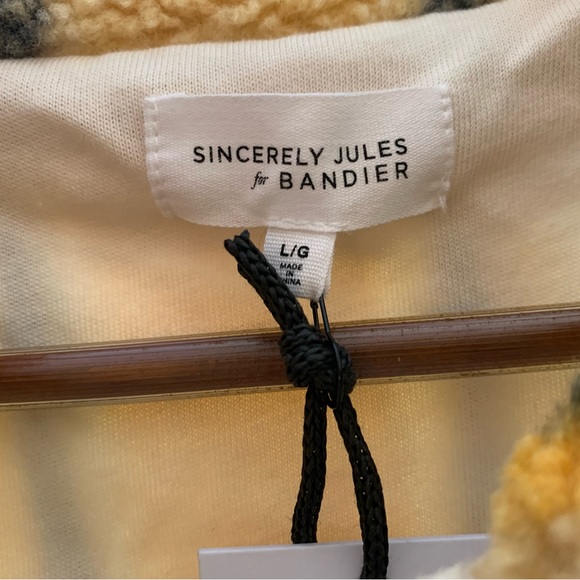 SINCERELY JULES
for BANDIER
L/G
MADE
IN
CHINA